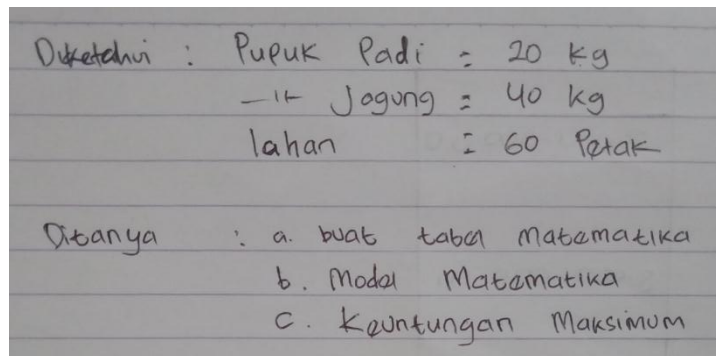 Diketahui : Pupuk Padi = 20 kg
—〃— Jagung = 40 kg
lahan = 60 Petak
Ditanya : a. buat tabel Matematika
b. Model Matematika
c. Keuntungan Maksimum